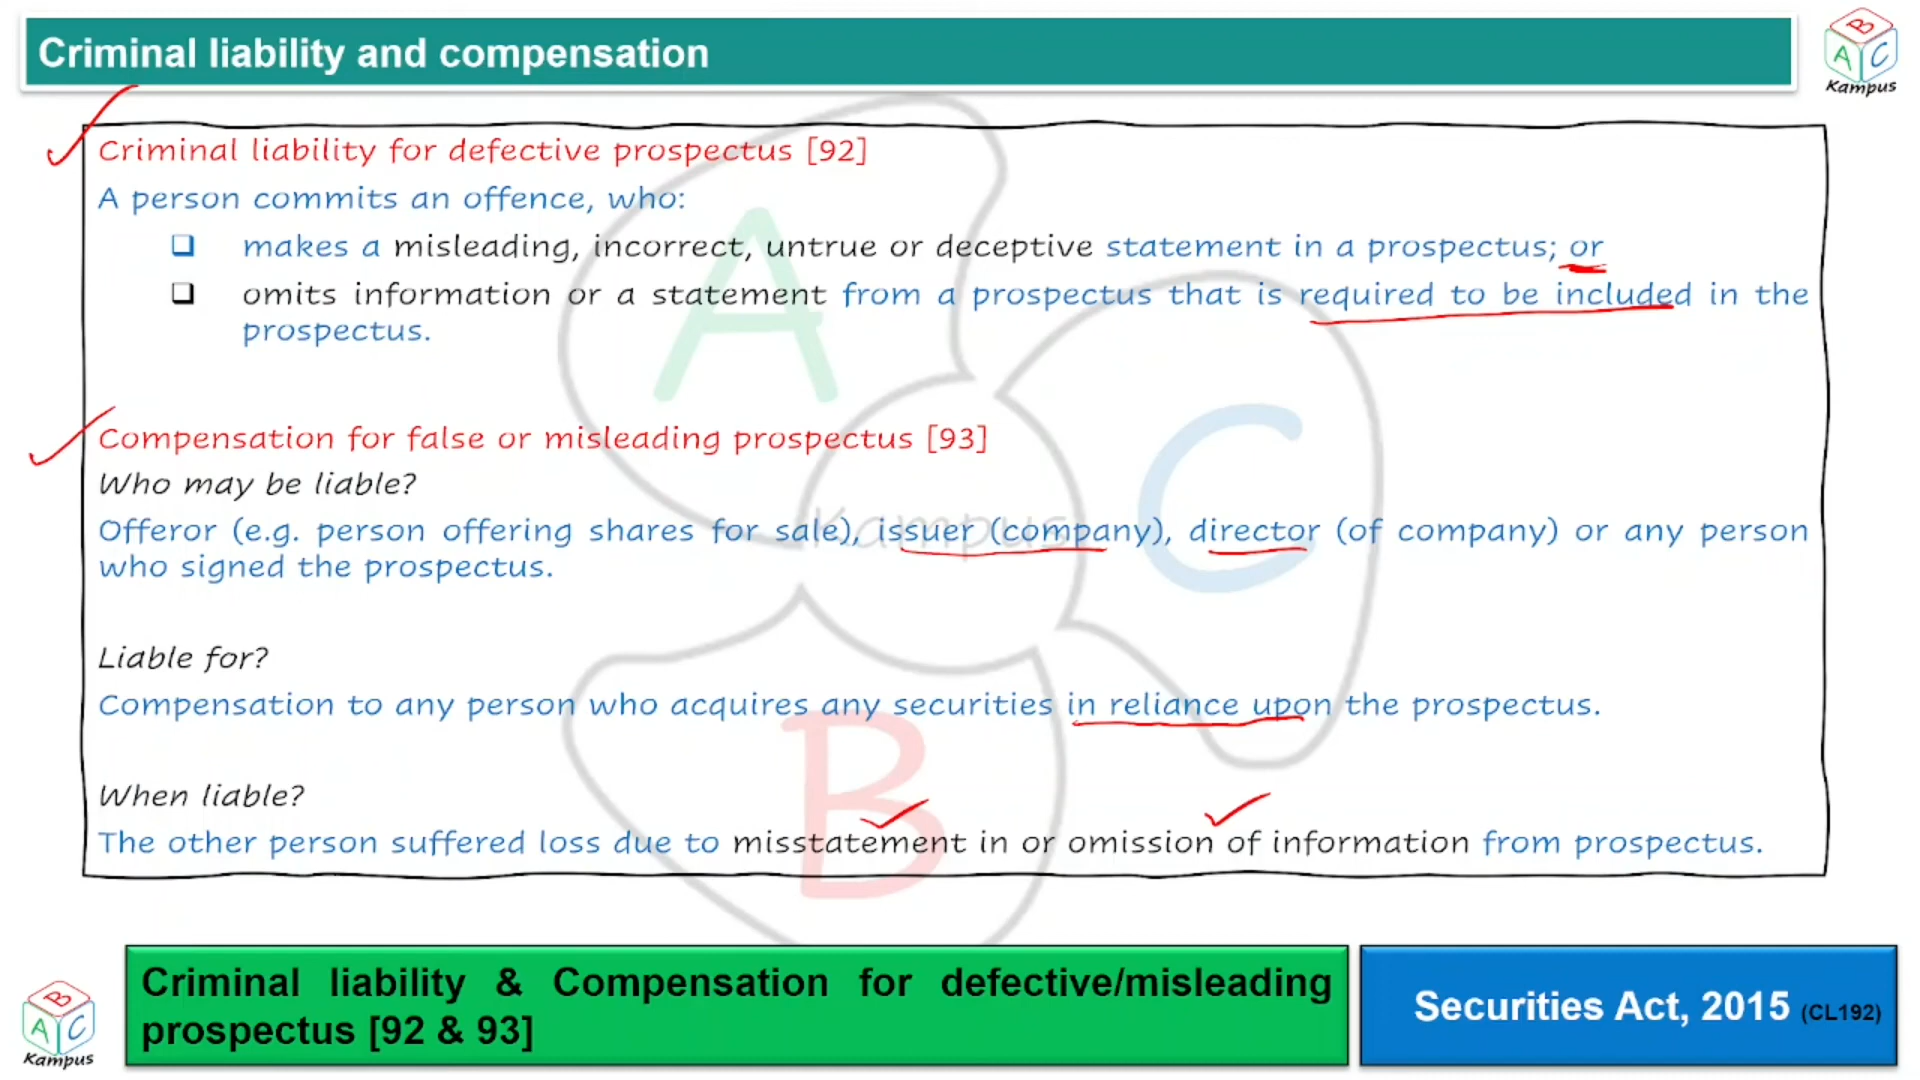 Criminal liability and compensation
B
A C
Kampus
Criminal liability for defective prospectus [92]
A person commits an offence, who:
makes a misleading, incorrect, untrue or deceptive statement in a prospectus; or
omits information or a statement from a prospectus that is required to be included in the
prospectus.
Compensation for false or misleading prospectus [93]
Who may be liable?
Offeror (e.g. person offering shares for sale), issuer (company), director (of company) or any person
who signed the prospectus.
Liable for?
Compensation to any person who acquires any securities in reliance upon the prospectus.
When liable?
The other person suffered loss due to misstatement in or omission of information from prospectus.
A
C
Kampus
B
B
A C
Kampus
Criminal liability & Compensation for defective/misleading
prospectus [92 & 93]
Securities Act, 2015 (CL192)